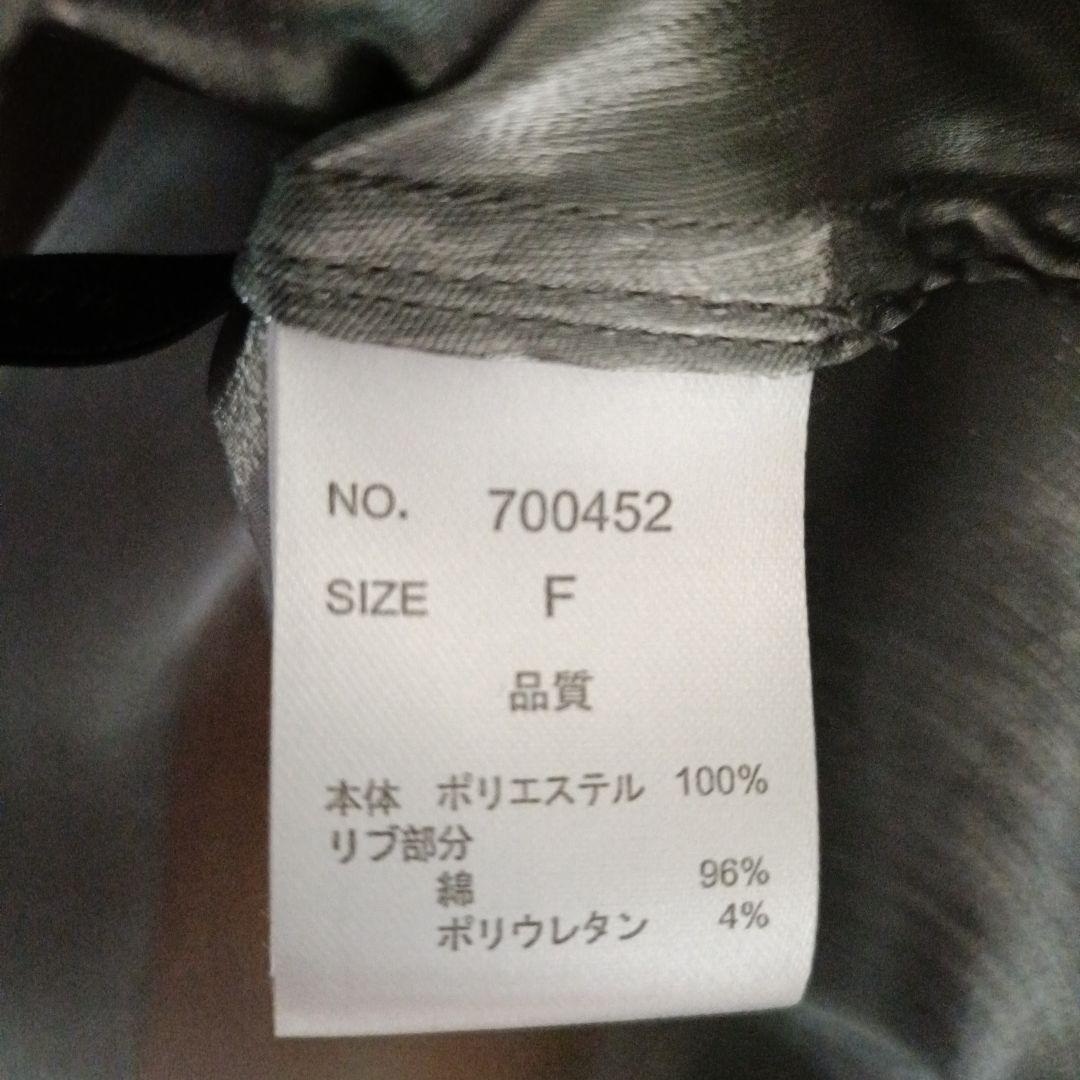 NO. 700452
SIZE F
品質
本体 ポリエステル 100%
リブ部分
綿 96%
ポリウレタン 4%